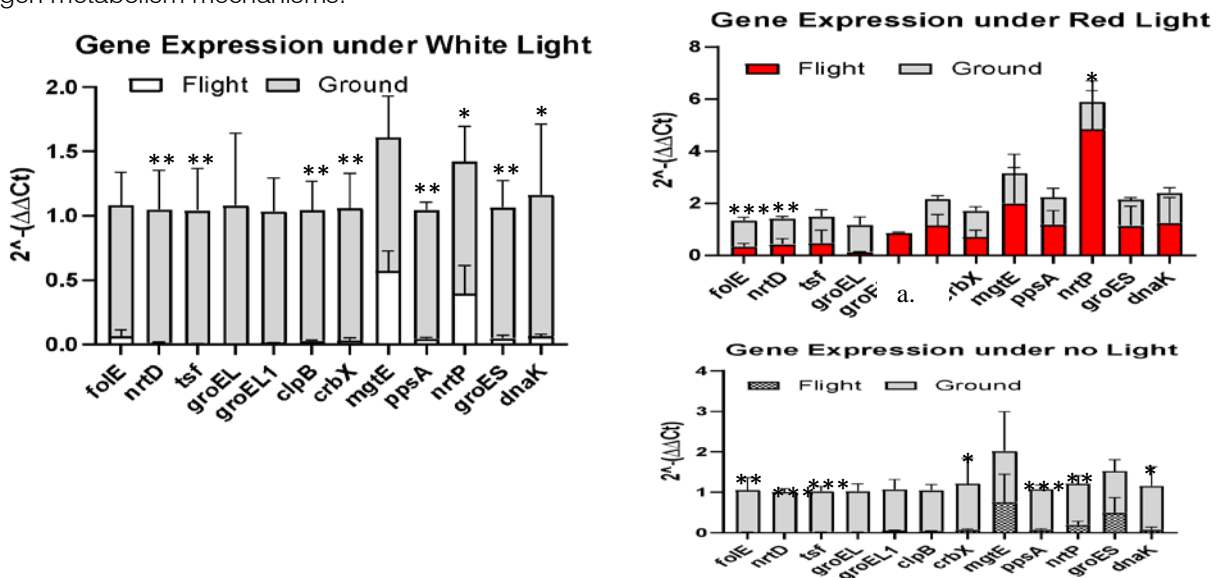 gen metabolism mechanisms.
Gene Expression under White Light
Flight Ground
2^-(ΔΔCt)
2.0
1.5
1.0
0.5
0.0
** ** ** ** ** * ** *
folE nrtD tsf groEL groEL1 clpB crbX mgtE ppsA nrtP groES dnaK
Gene Expression under Red Light
Flight Ground
2^-(ΔΔCt)
8
6
4
2
0
*** ** *
folE nrtD tsf groEL a. mgtE ppsA nrtP groES dnaK
Gene Expression under no Light
Flight Ground
2^-(ΔΔCt)
4
3
2
1
0
** *** *** * *** ** *
folE nrtD tsf groEL groEL1 clpB crbX mgtE ppsA nrtP groES dnaK